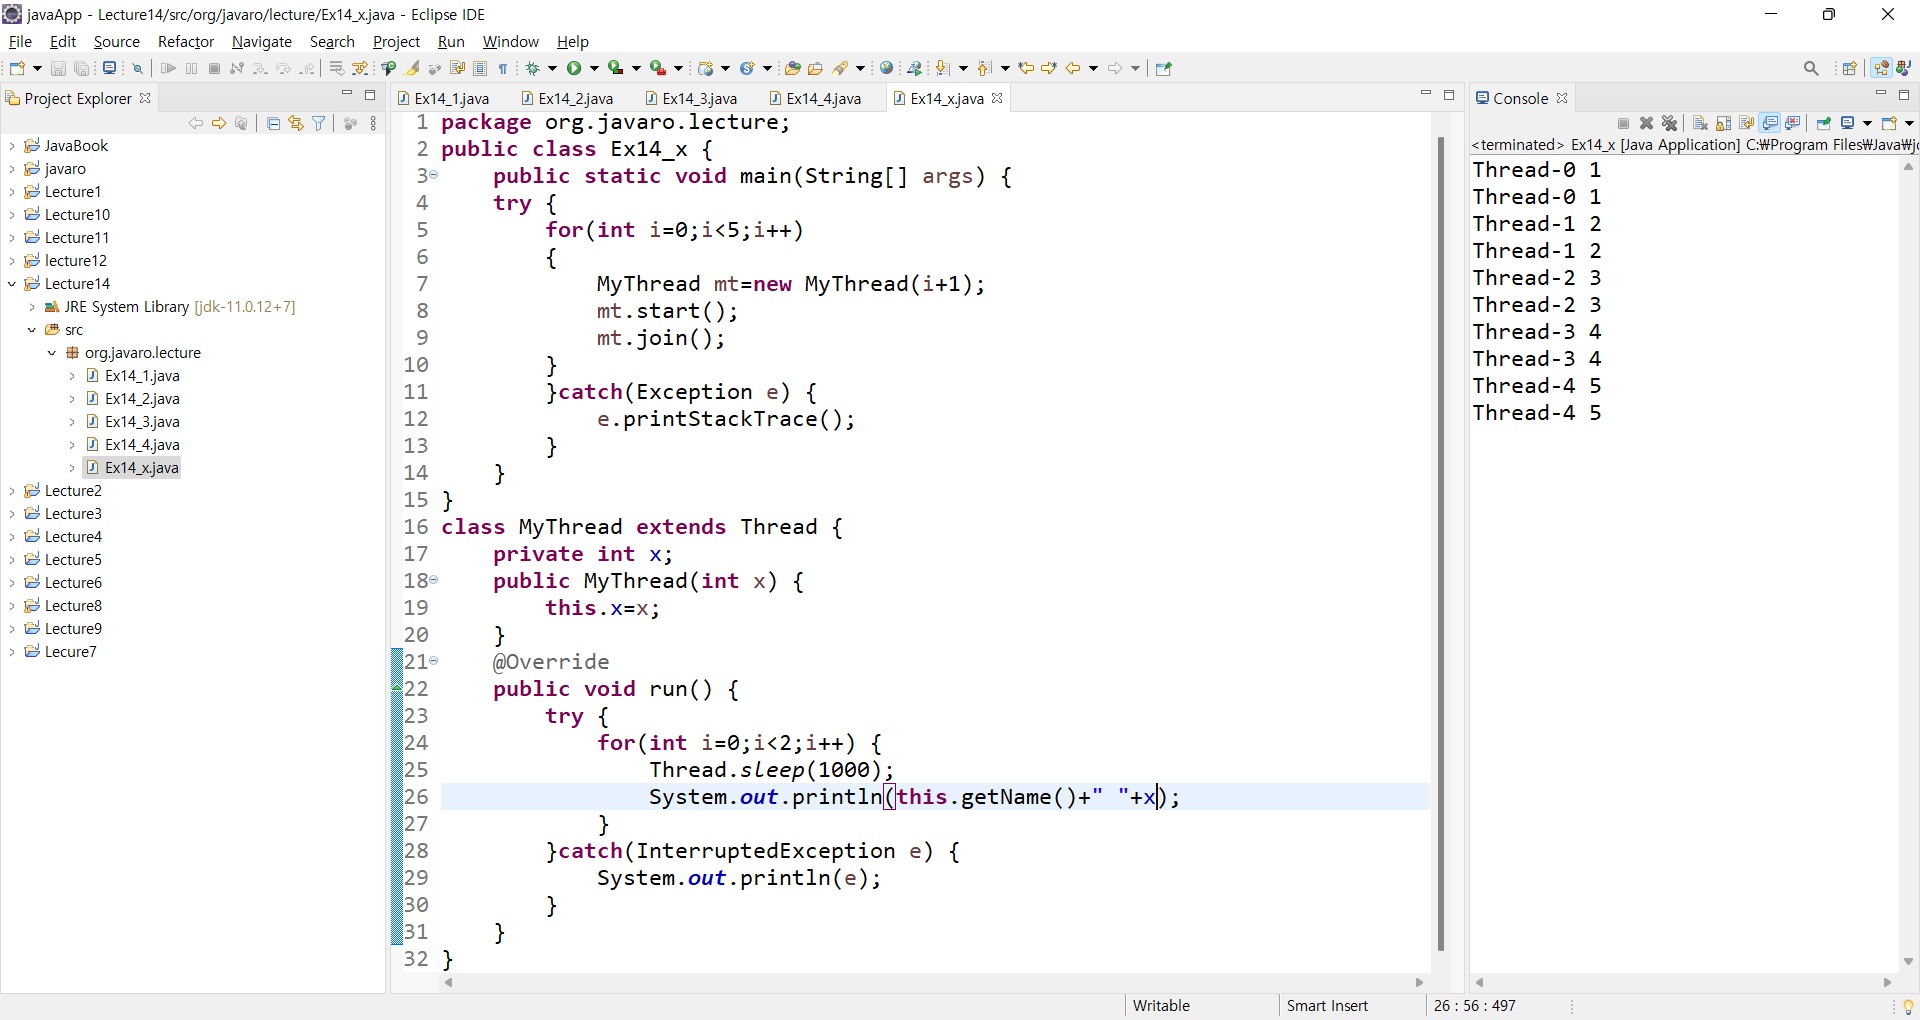 javaApp - Lecture14/src/org/javaro/lecture/Ex14_x.java - Eclipse IDE
File Edit Source Refactor Navigate Search Project Run Window Help
Project Explorer
JavaBook
javaro
Lecture1
Lecture10
Lecture11
lecture12
Lecture14
JRE System Library [jdk-11.0.12+7]
src
org.javaro.lecture
Ex14_1.java
Ex14_2.java
Ex14_3.java
Ex14_4.java
Ex14_x.java
Lecture2
Lecture3
Lecture4
Lecture5
Lecture6
Lecture8
Lecture9
Lecure7
Ex14_1.java Ex14_2.java Ex14_3.java Ex14_4.java Ex14_x.java
1 package org.javaro.lecture;
2 public class Ex14_x {
3     public static void main(String[] args) {
4     try {
5         for(int i=0;i<5;i++)
6         {
7             MyThread mt=new MyThread(i+1);
8             mt.start();
9             mt.join();
10         }
11         }catch(Exception e) {
12             e.printStackTrace();
13         }
14     }
15 }
16 class MyThread extends Thread {
17     private int x;
18     public MyThread(int x) {
19         this.x=x;
20     }
21     @Override
22     public void run() {
23         try {
24             for(int i=0;i<2;i++) {
25                 Thread.sleep(1000);
26                 System.out.println(this.getName()+" "+x);
27             }
28         }catch(InterruptedException e) {
29             System.out.println(e);
30         }
31     }
32 }
Console
<terminated> Ex14_x [Java Application] C:₩Program Files₩Java₩j
Thread-0 1
Thread-0 1
Thread-1 2
Thread-1 2
Thread-2 3
Thread-2 3
Thread-3 4
Thread-3 4
Thread-4 5
Thread-4 5
Writable Smart Insert 26 : 56 : 497